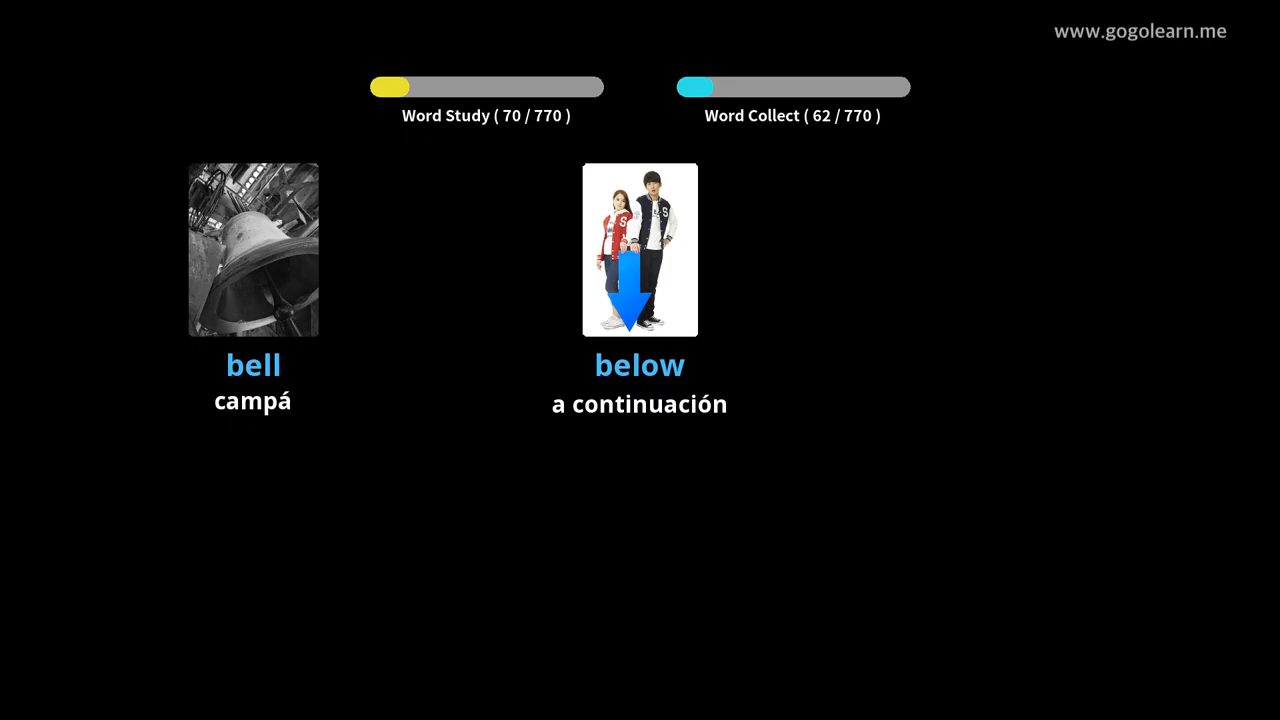 www.gogolearn.me
Word Study ( 70 / 770 )
Word Collect ( 62 / 770 )
S
S
bell
campá
below
a continuación